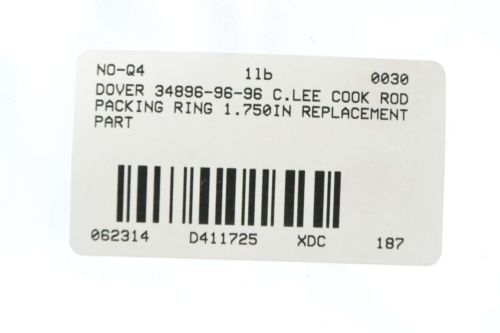 NO-Q4 1lb 0030
DOVER 34896-96-96 C.LEE COOK ROD
PACKING RING 1.750IN REPLACEMENT
PART
062314 D411725 XDC 187